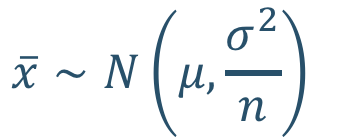 x̄ ~ N(μ, σ²/n)